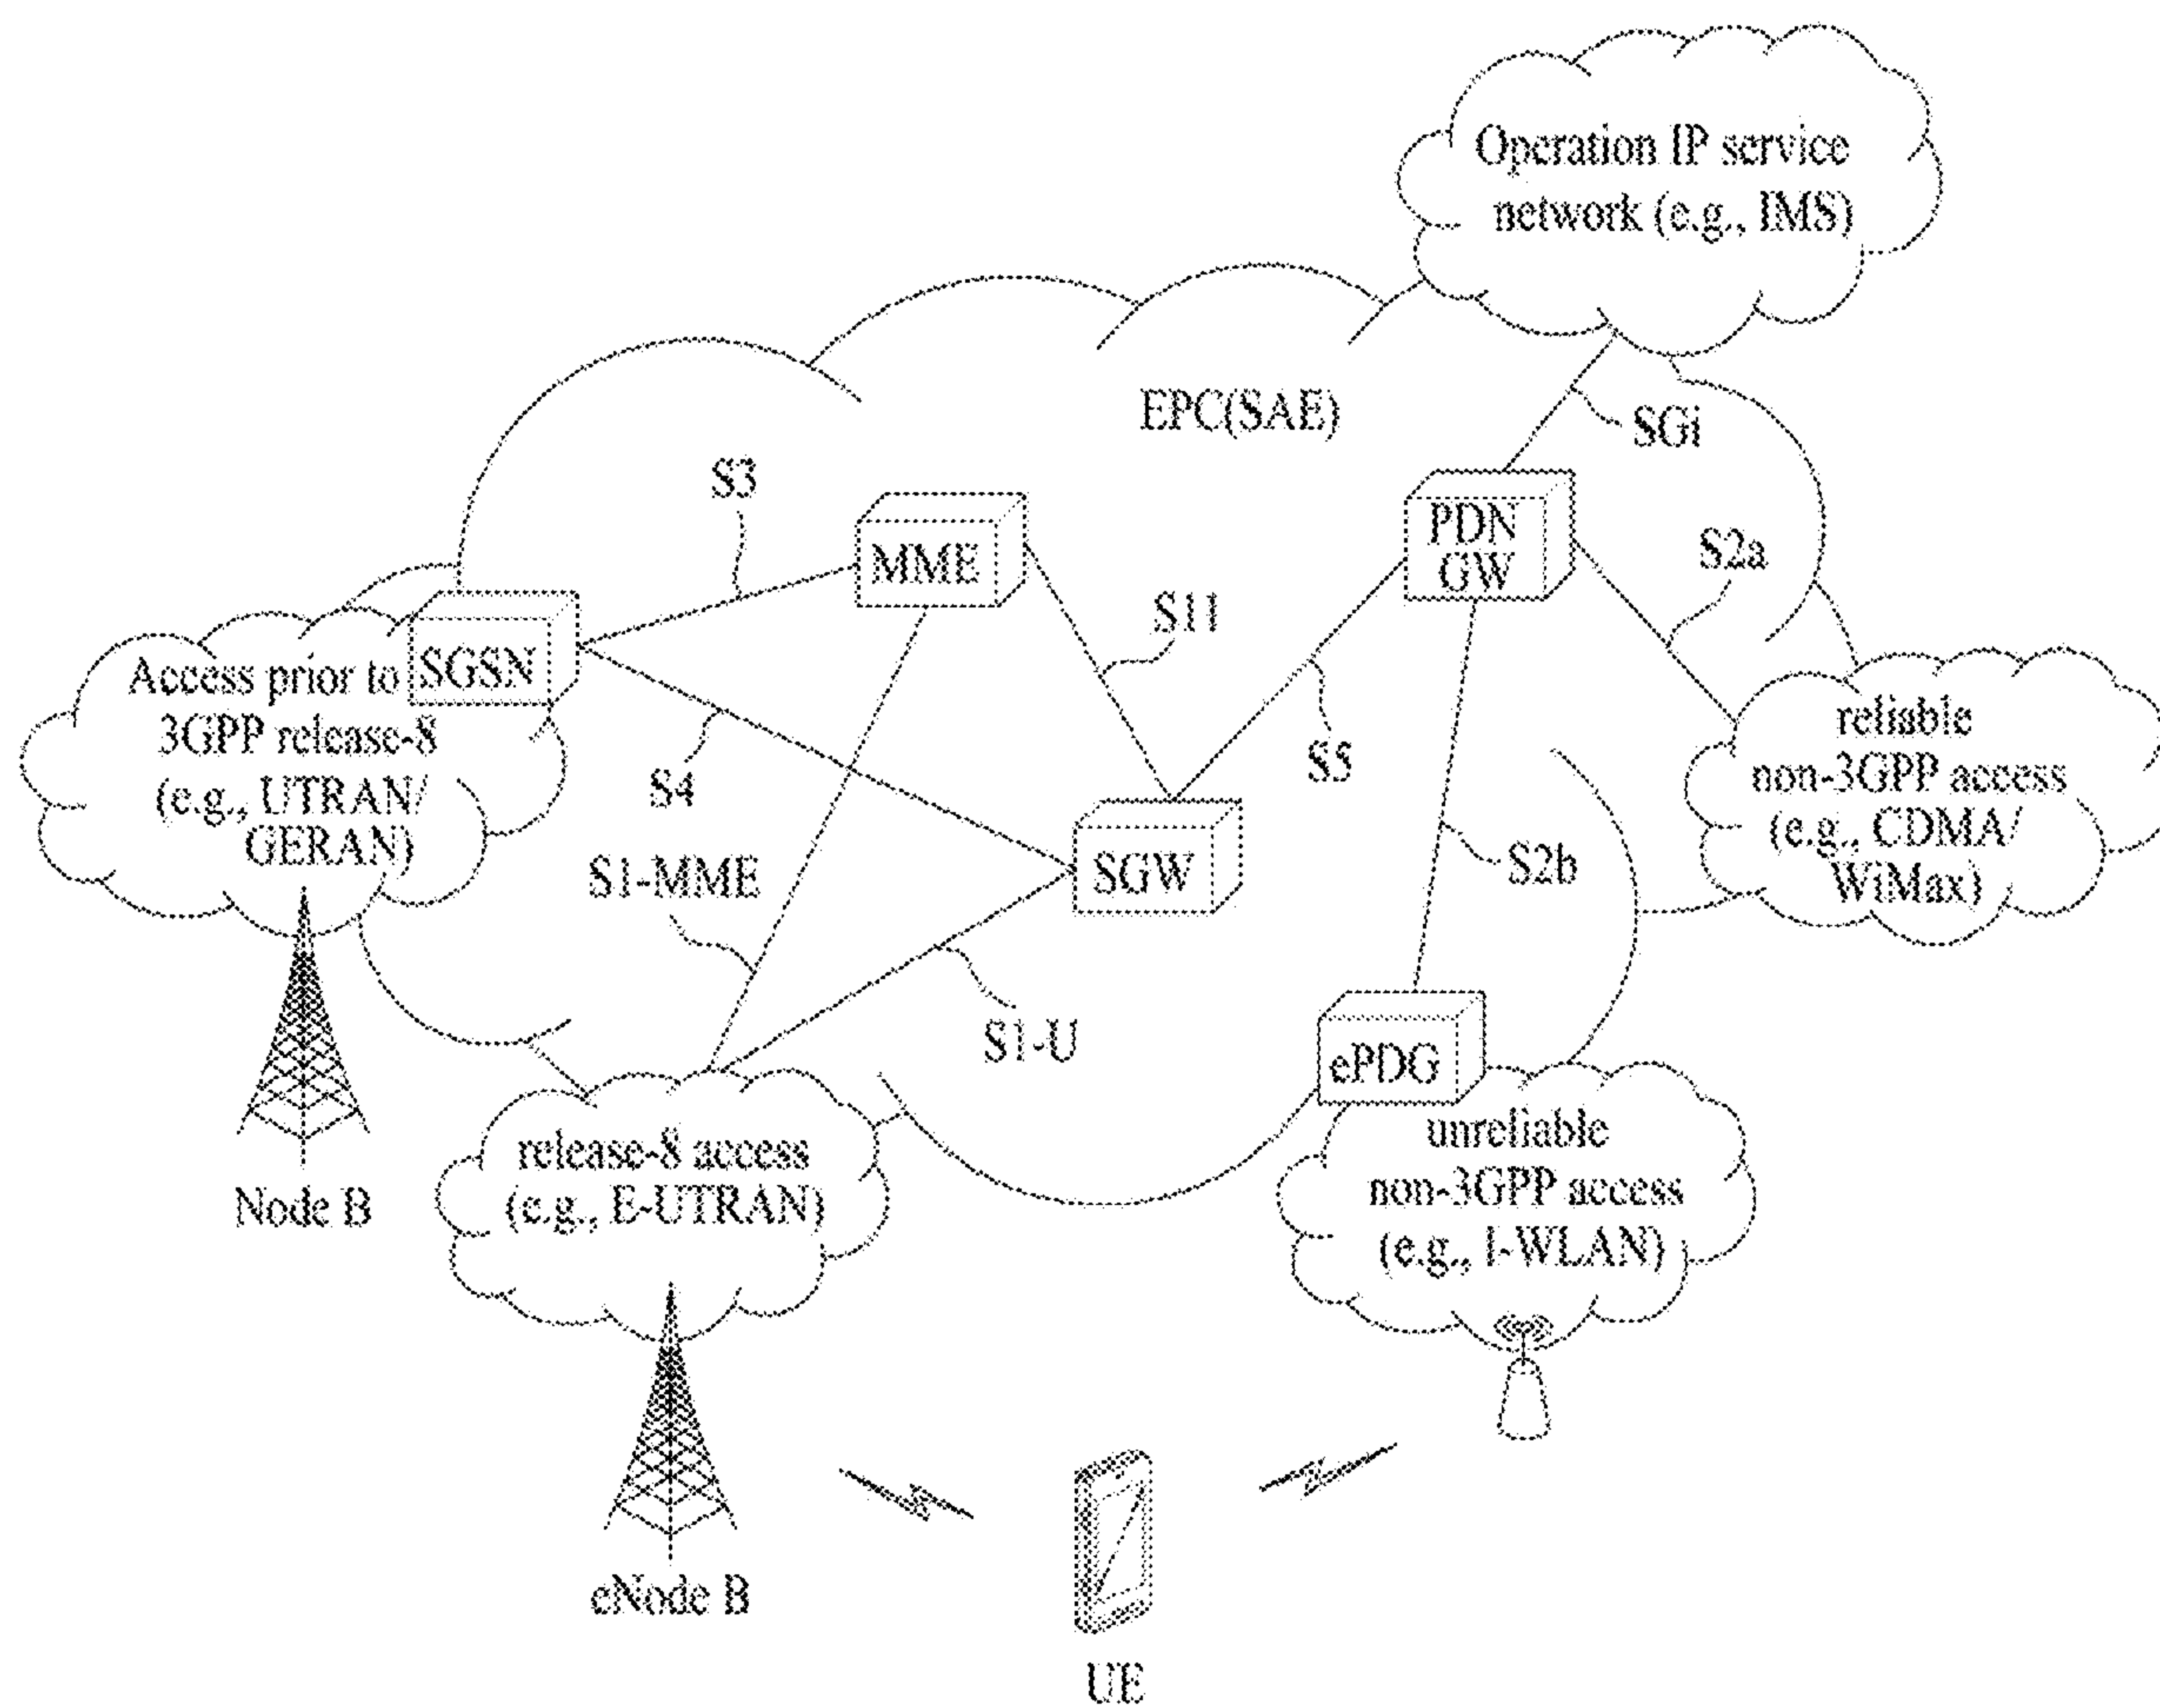 Operation IP service
network (e.g., IMS)
EPC(SAE)
SGi
S3
MME
PDN
GW
S2a
S11
SGSN
Access prior to
3GPP release-8
(e.g., UTRAN/
GERAN)
S4
S5
reliable
non-3GPP access
(e.g., CDMA/
WiMax)
S1-MME
SGW
S2b
S1-U
ePDG
unreliable
non-3GPP access
(e.g., I-WLAN)
release-8 access
(e.g., E-UTRAN)
Node B
eNode B
UE